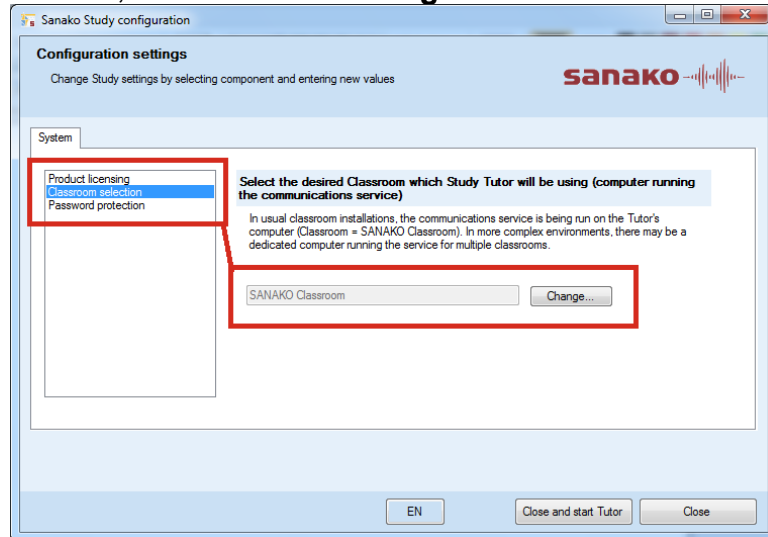 Sanako Study configuration
Configuration settings
Change Study settings by selecting component and entering new values
sanako
System
Product licensing
Classroom selection
Password protection
Select the desired Classroom which Study Tutor will be using (computer running
the communications service)
In usual classroom installations, the communications service is being run on the Tutor's
computer (Classroom = SANAKO Classroom). In more complex environments, there may be a
dedicated computer running the service for multiple classrooms.
SANAKO Classroom
Change...
EN
Close and start Tutor
Close